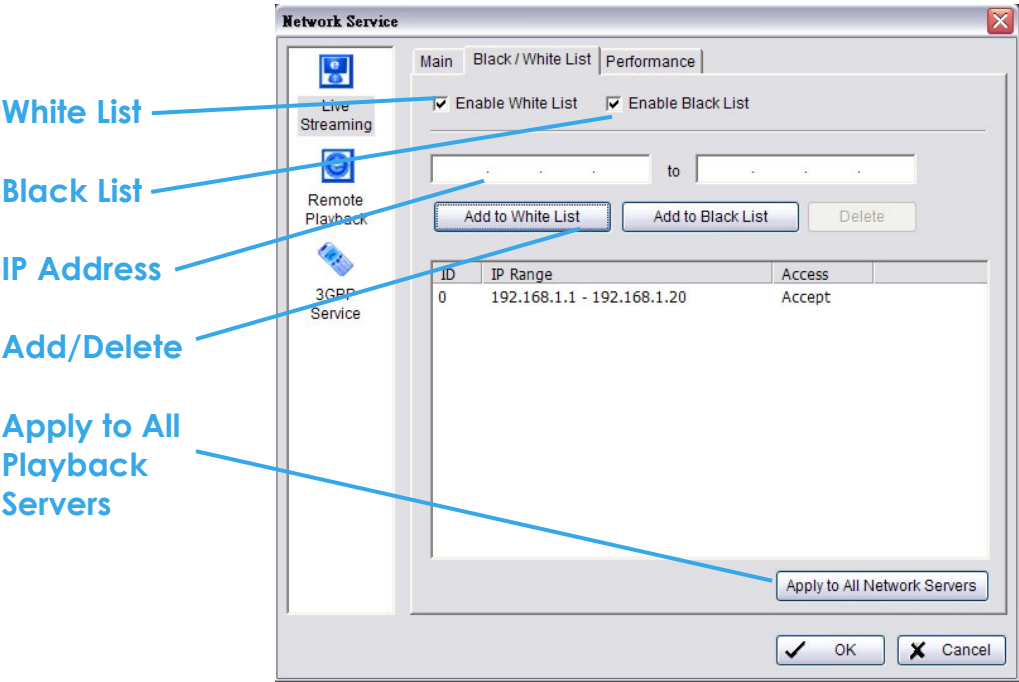 Network Service
Main Black / White List Performance
White List
Live
Streaming
Enable White List Enable Black List
Black List
Remote
Playback
. . . to . . .
Add to White List Add to Black List Delete
IP Address
3GPP
Service
ID IP Range Access
0 192.168.1.1 - 192.168.1.20 Accept
Add/Delete
Apply to All
Playback
Servers
Apply to All Network Servers
OK Cancel